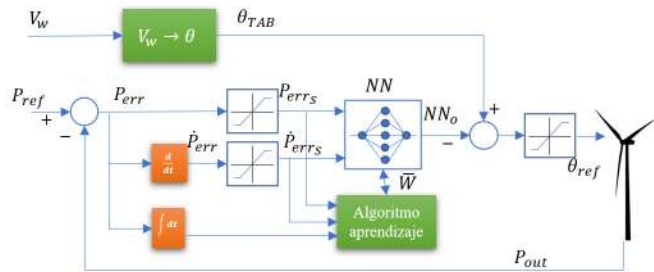 V_w
V_w → θ
θ_TAB
P_ref
+
−
P_err
P_err_S
NN
NN_o
+
−
d/dt
Ṗ_err
Ṗ_err_S
W̅
θ_ref
∫ dt
Algoritmo
aprendizaje
P_out